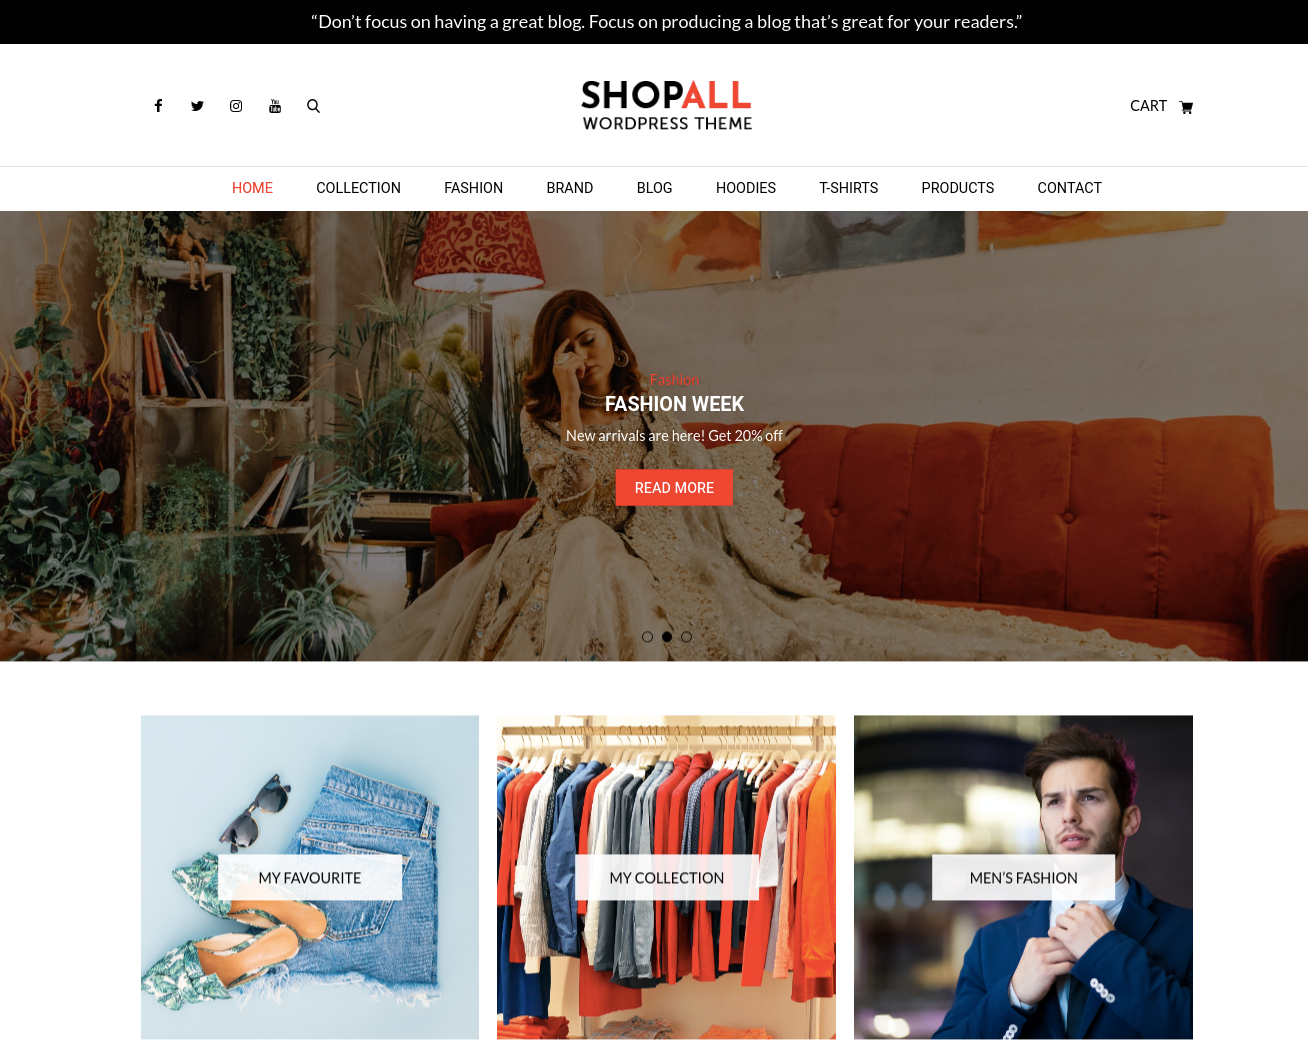 “Don’t focus on having a great blog. Focus on producing a blog that’s great for your readers.”
SHOPALL
WORDPRESS THEME
CART
HOME COLLECTION FASHION BRAND BLOG HOODIES T-SHIRTS PRODUCTS CONTACT
Fashion
FASHION WEEK
New arrivals are here! Get 20% off
READ MORE
MY FAVOURITE
MY COLLECTION
MEN’S FASHION